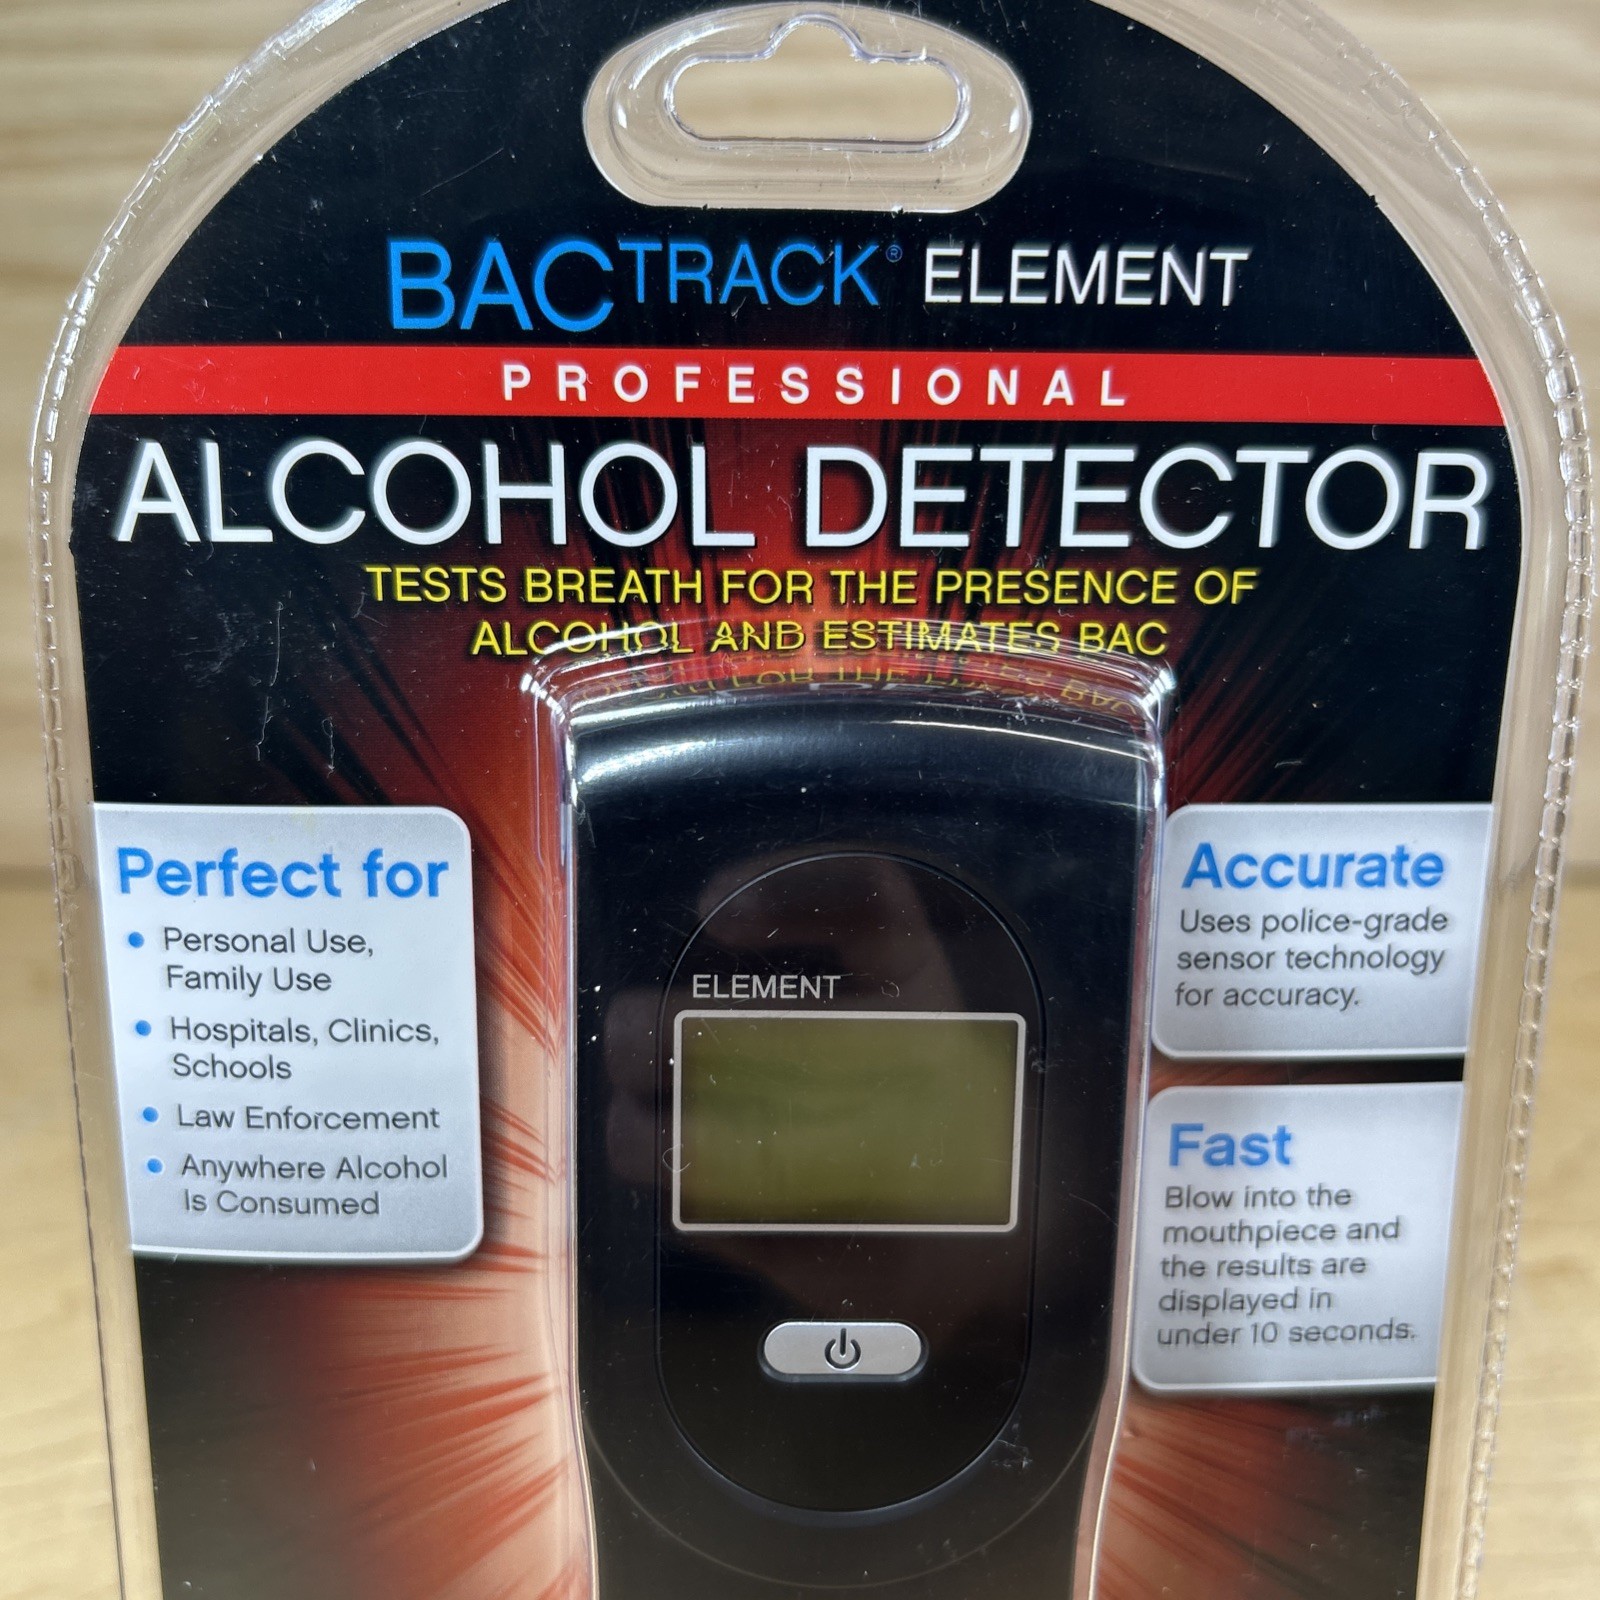 BACTRACK® ELEMENT
PROFESSIONAL
ALCOHOL DETECTOR
TESTS BREATH FOR THE PRESENCE OF
ALCOHOL AND ESTIMATES BAC
Perfect for
• Personal Use,
Family Use
• Hospitals, Clinics,
Schools
• Law Enforcement
• Anywhere Alcohol
Is Consumed
ELEMENT
Accurate
Uses police-grade
sensor technology
for accuracy.
Fast
Blow into the
mouthpiece and
the results are
displayed in
under 10 seconds.